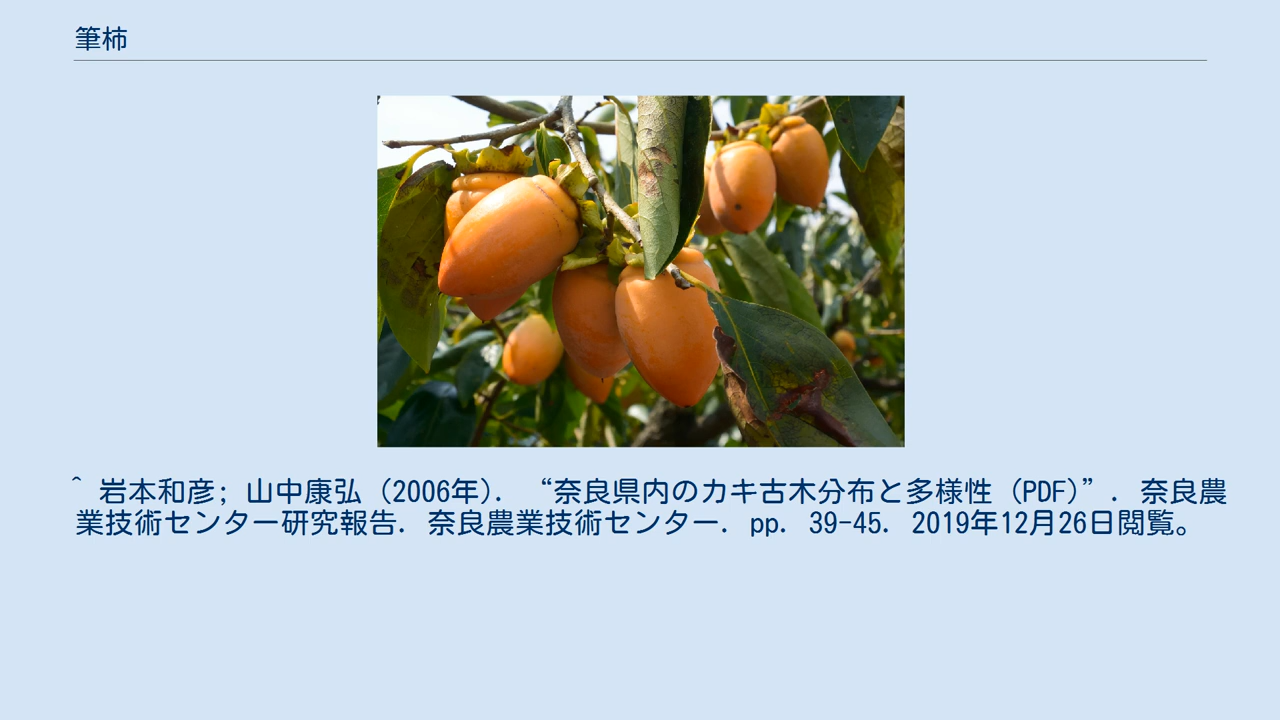 筆柿
^ 岩本和彦; 山中康弘 (2006年). “奈良県内のカキ古木分布と多様性 (PDF)”. 奈良農
業技術センター研究報告. 奈良農業技術センター. pp. 39-45. 2019年12月26日閲覧。